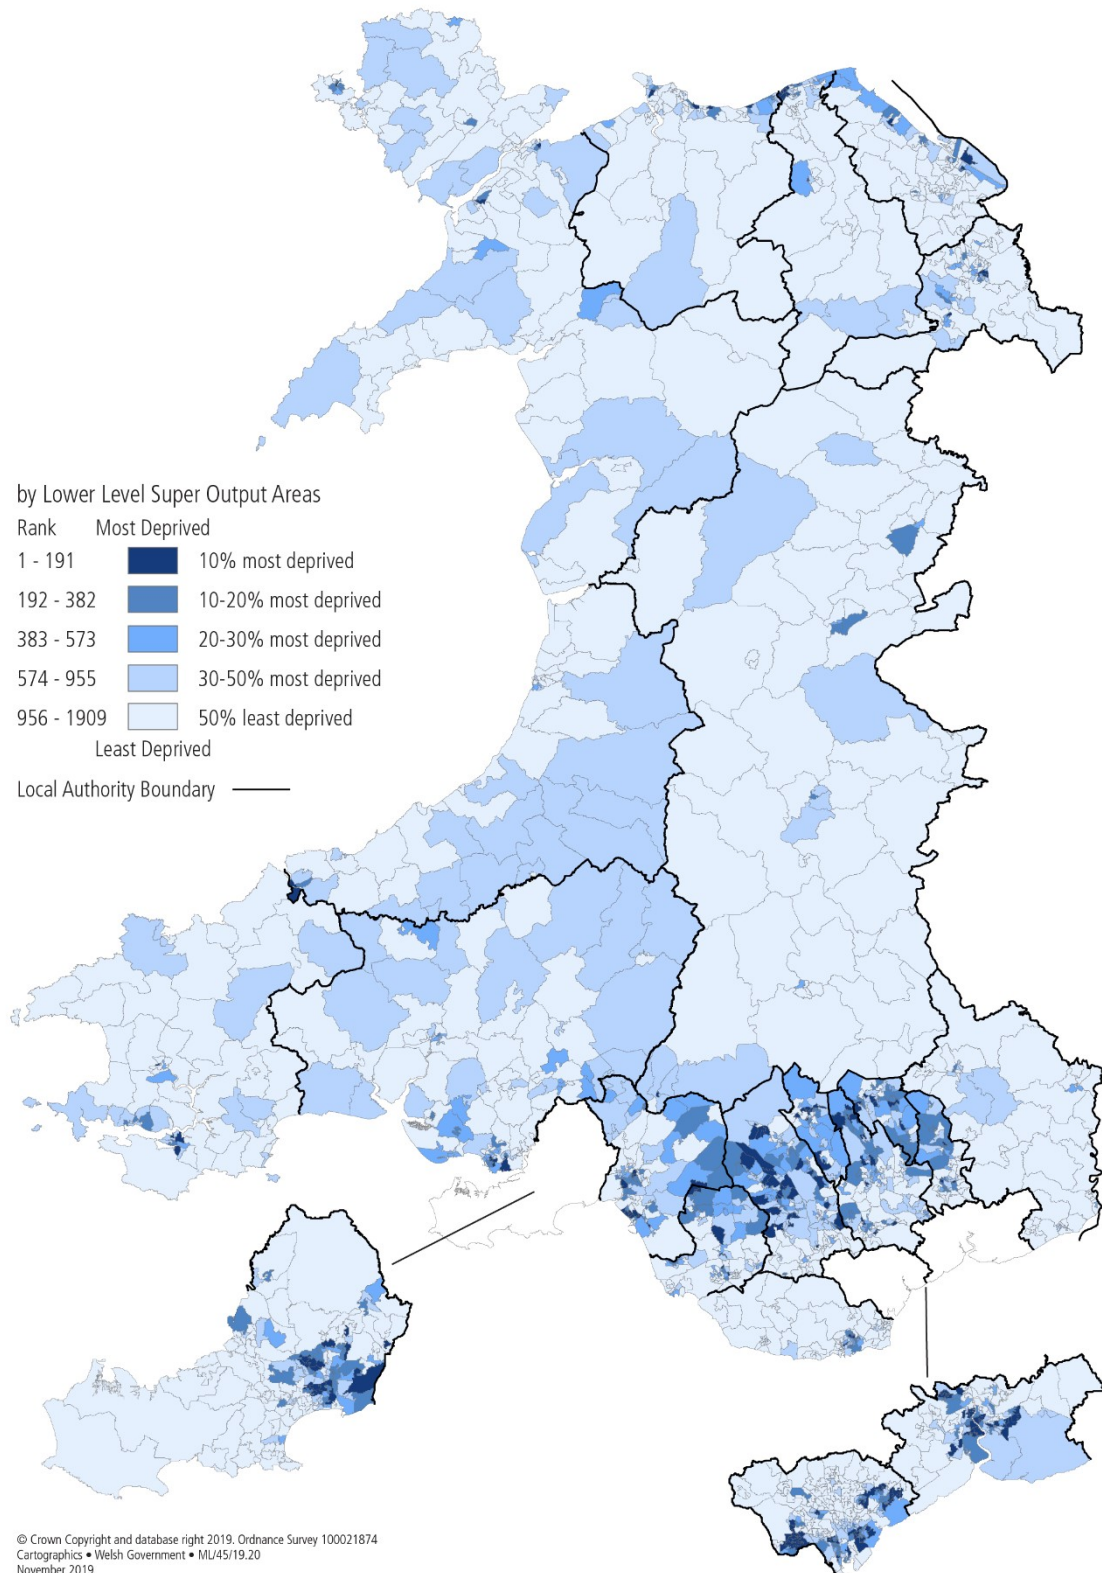 by Lower Level Super Output Areas
Rank Most Deprived
1 - 191 10% most deprived
192 - 382 10-20% most deprived
383 - 573 20-30% most deprived
574 - 955 30-50% most deprived
956 - 1909 50% least deprived
Least Deprived
Local Authority Boundary
© Crown Copyright and database right 2019. Ordnance Survey 100021874
Cartographics • Welsh Government • ML/45/19.20
November 2019